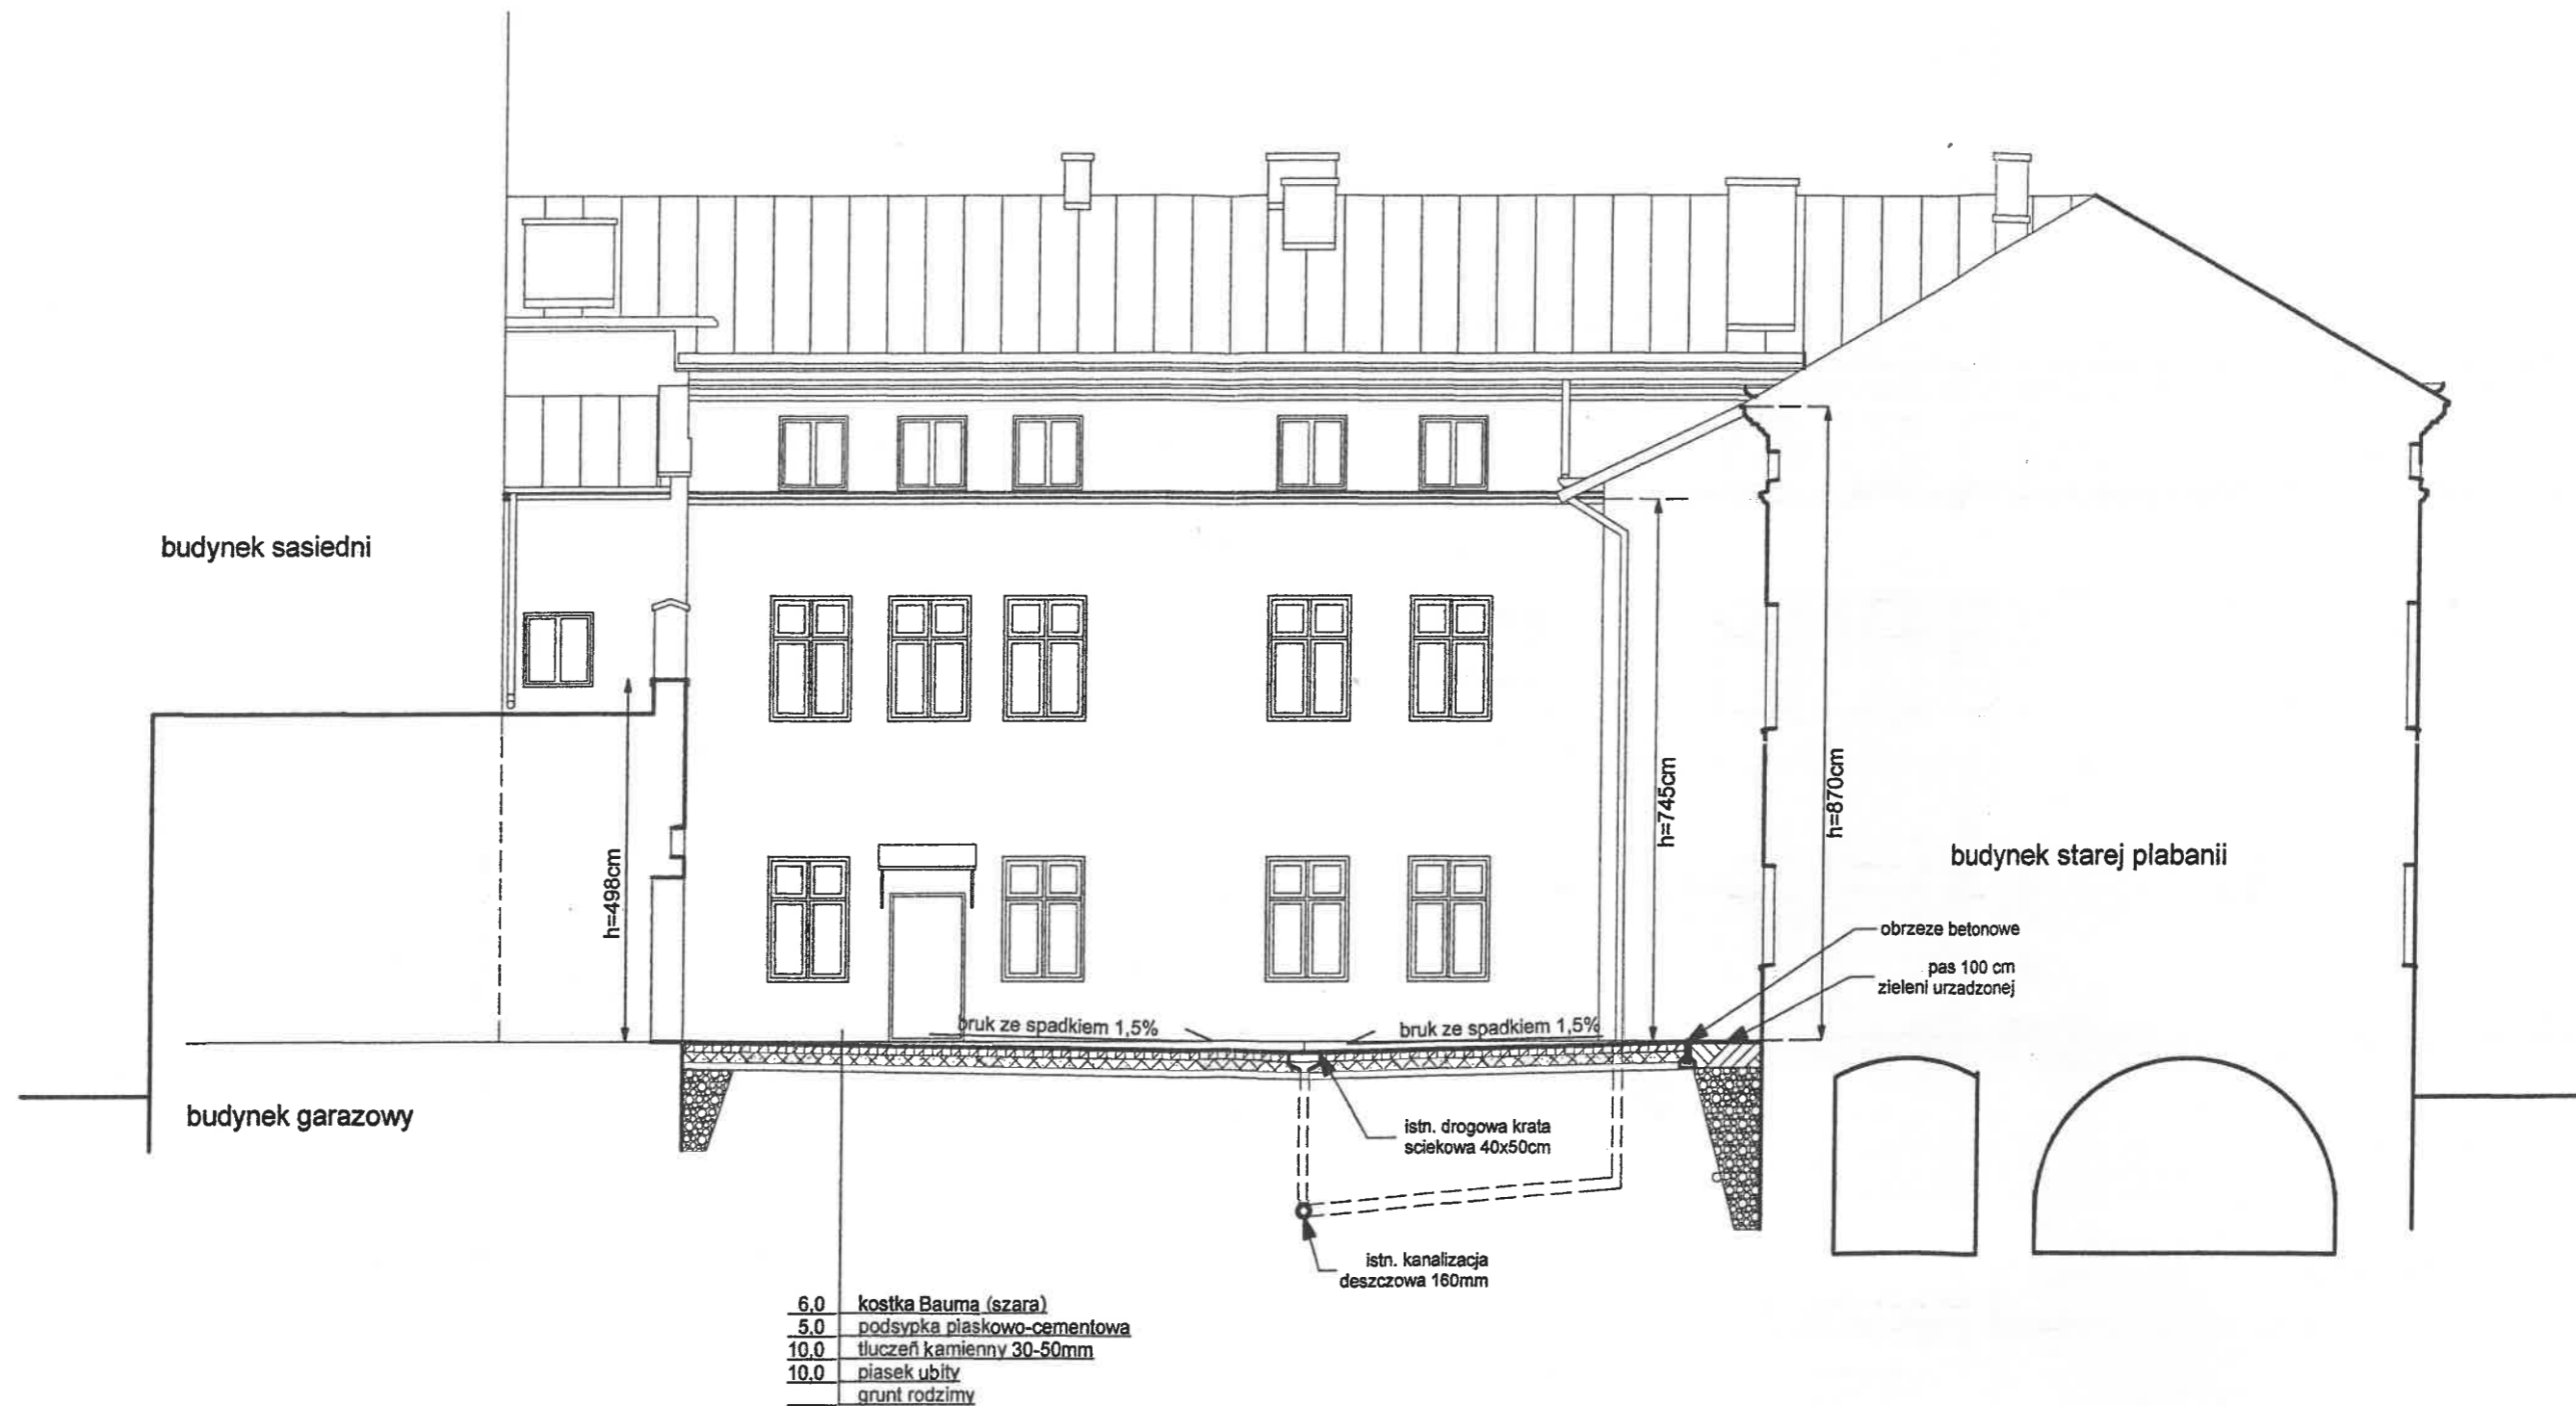 budynek sasiedni
h=498cm
h=745cm
h=870cm
budynek starej plabanii
obrzeze betonowe
pas 100 cm
zieleni urzadzonej
bruk ze spadkiem 1,5%
bruk ze spadkiem 1,5%
budynek garazowy
istn. drogowa krata
sciekowa 40x50cm
istn. kanalizacja
deszczowa 160mm
6,0 kostka Bauma (szara)
5,0 podsypka piaskowo-cementowa
10,0 tluczeń kamienny 30-50mm
10,0 piasek ubity
grunt rodzimy